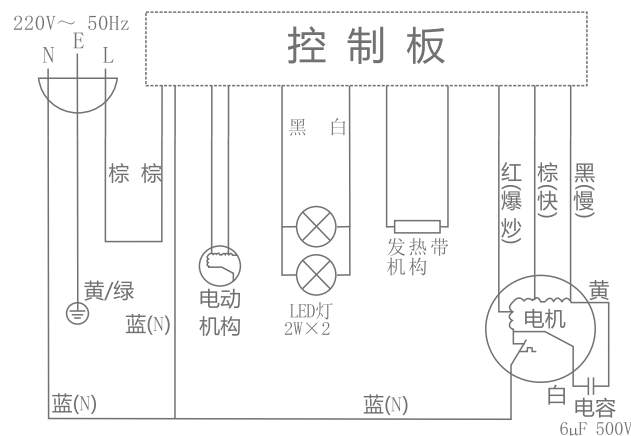 220V～ 50Hz
N
E
L
控制板
黑
白
棕
棕
红(爆炒)
棕(快)
黑(慢)
发热带
机构
黄/绿
电动
机构
LED灯
2W×2
黄
电机
蓝(N)
白
电容
6μF 500V
蓝(N)
蓝(N)